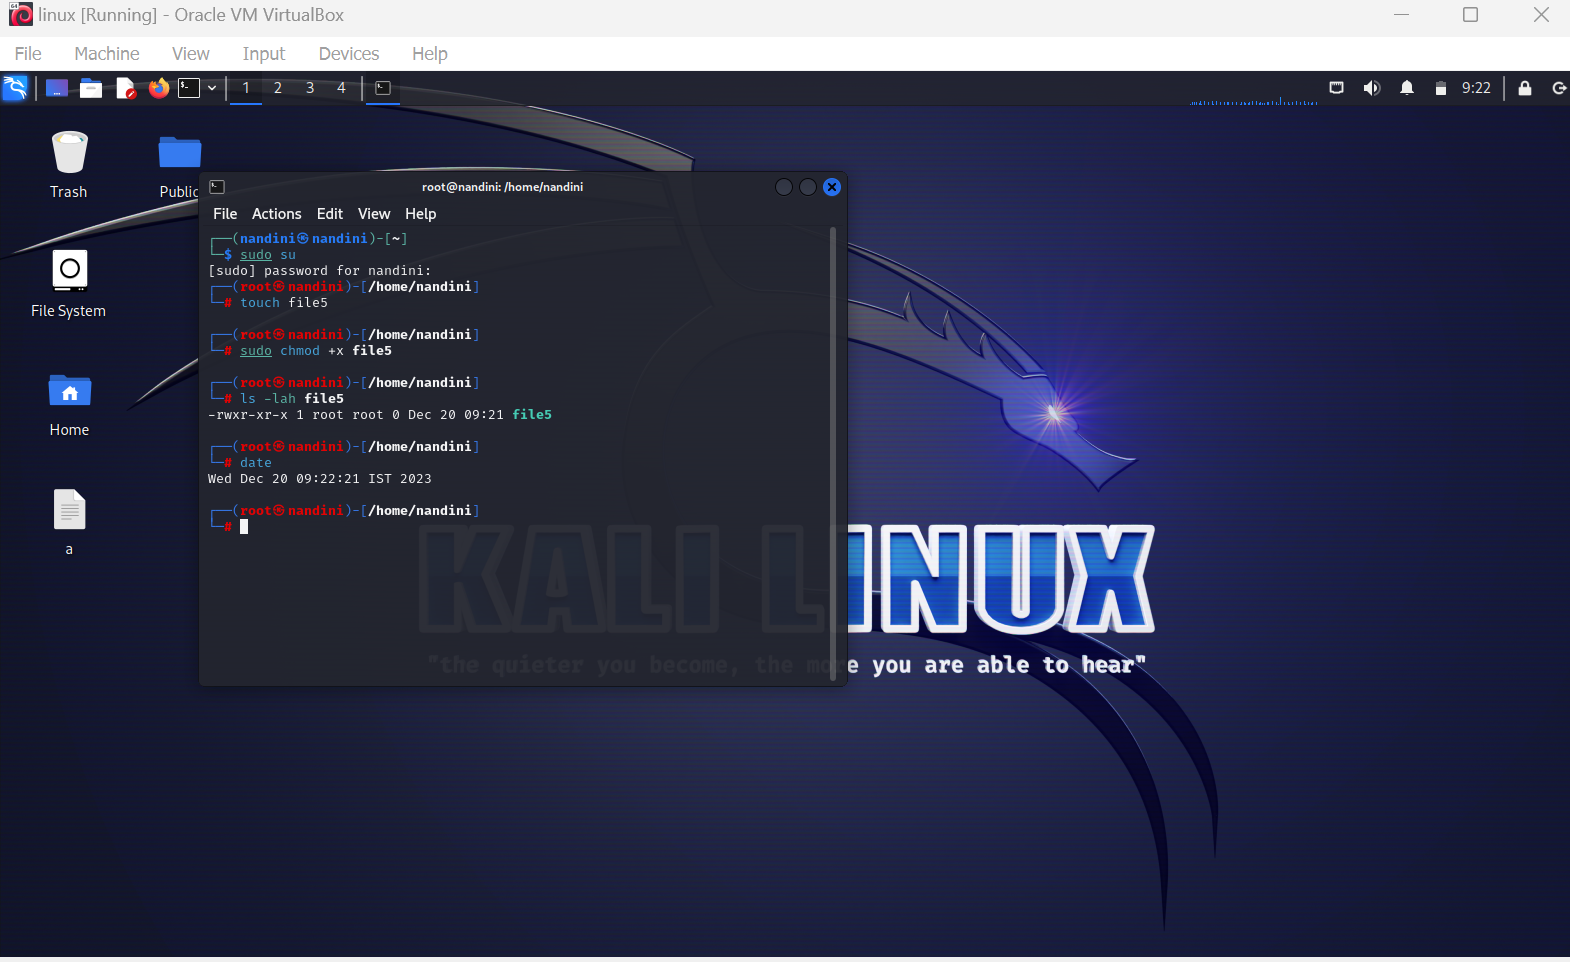 linux [Running] - Oracle VM VirtualBox
File Machine View Input Devices Help
1 2 3 4 9:22
Trash
Public
File System
Home
a
root@nandini: /home/nandini
File Actions Edit View Help
┌──(nandini㉿nandini)-[~]
└─$ sudo su
[sudo] password for nandini:
┌──(root㉿nandini)-[/home/nandini]
└─# touch file5
┌──(root㉿nandini)-[/home/nandini]
└─# sudo chmod +x file5
┌──(root㉿nandini)-[/home/nandini]
└─# ls -lah file5
-rwxr-xr-x 1 root root 0 Dec 20 09:21 file5
┌──(root㉿nandini)-[/home/nandini]
└─# date
Wed Dec 20 09:22:21 IST 2023
┌──(root㉿nandini)-[/home/nandini]
└─#
KALI LINUX
"the quieter you become, the more you are able to hear"